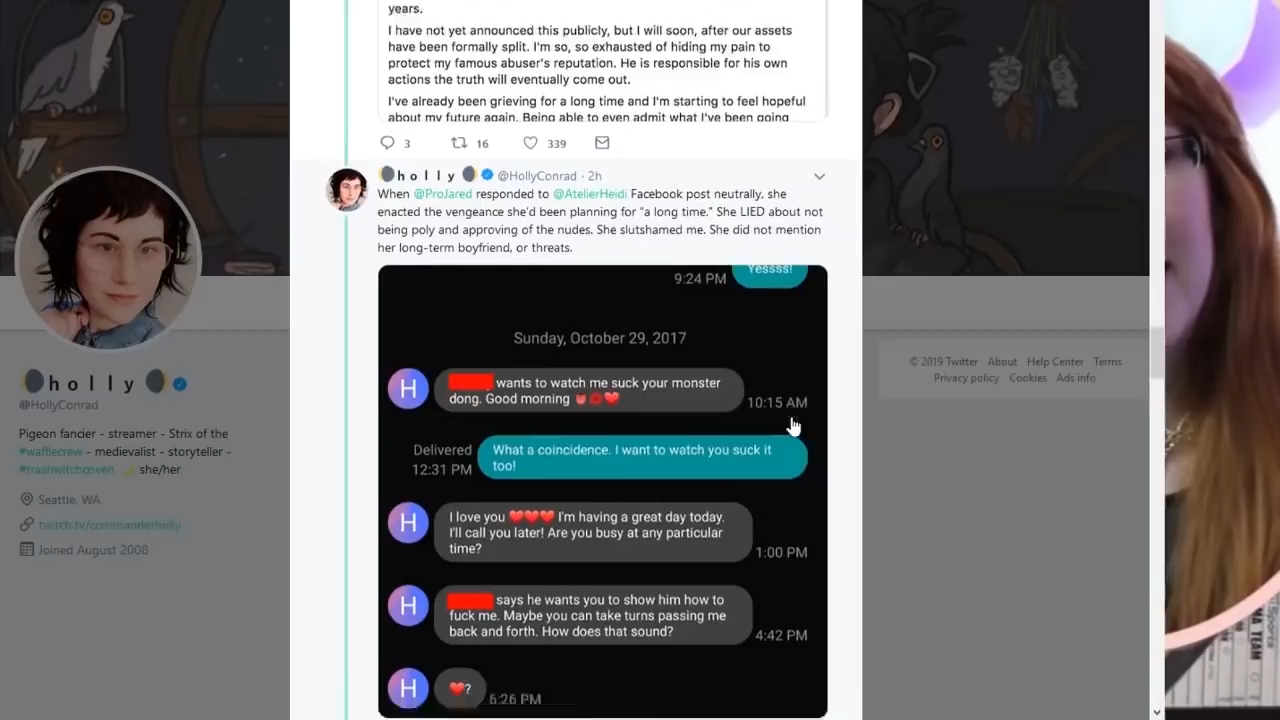 years.
I have not yet announced this publicly, but I will soon, after our assets
have been formally split. I'm so, so exhausted of hiding my pain to
protect my famous abuser's reputation. He is responsible for his own
actions the truth will eventually come out.
I've already been grieving for a long time and I'm starting to feel hopeful
about my future again. Being able to even admit what I've been going
3 16 339
holly @HollyConrad · 2h
When @ProJared responded to @AtelierHeidi Facebook post neutrally, she
enacted the vengeance she'd been planning for "a long time." She LIED about not
being poly and approving of the nudes. She slutshamed me. She did not mention
her long-term boyfriend, or threats.
Yessss!
9:24 PM
Sunday, October 29, 2017
H
wants to watch me suck your monster
dong. Good morning
10:15 AM
Delivered
12:31 PM
What a coincidence. I want to watch you suck it
too!
H
I love you ❤❤❤ I'm having a great day today.
I'll call you later! Are you busy at any particular
time?
1:00 PM
H
says he wants you to show him how to
fuck me. Maybe you can take turns passing me
back and forth. How does that sound?
4:42 PM
H
❤?
6:26 PM
holly
@HollyConrad
Pigeon fancier - streamer - Strix of the
#wafflecrew - medievalist - storyteller -
#trashwitchcoven 🌙 she/her
Seattle, WA
twitch.tv/commanderholly
Joined August 2008
© 2019 Twitter About Help Center Terms
Privacy policy Cookies Ads info